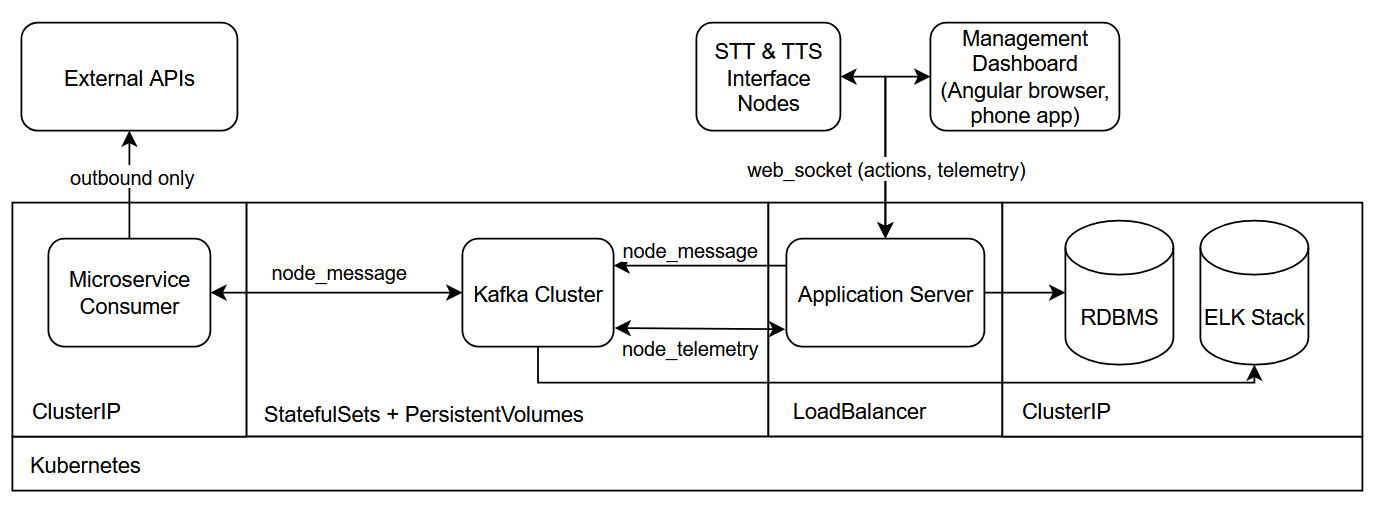 External APIs
STT & TTS
Interface
Nodes
Management
Dashboard
(Angular browser,
phone app)
outbound only
web_socket (actions, telemetry)
Microservice
Consumer
node_message
Kafka Cluster
node_message
node_telemetry
Application Server
RDBMS
ELK Stack
ClusterIP
StatefulSets + PersistentVolumes
LoadBalancer
ClusterIP
Kubernetes